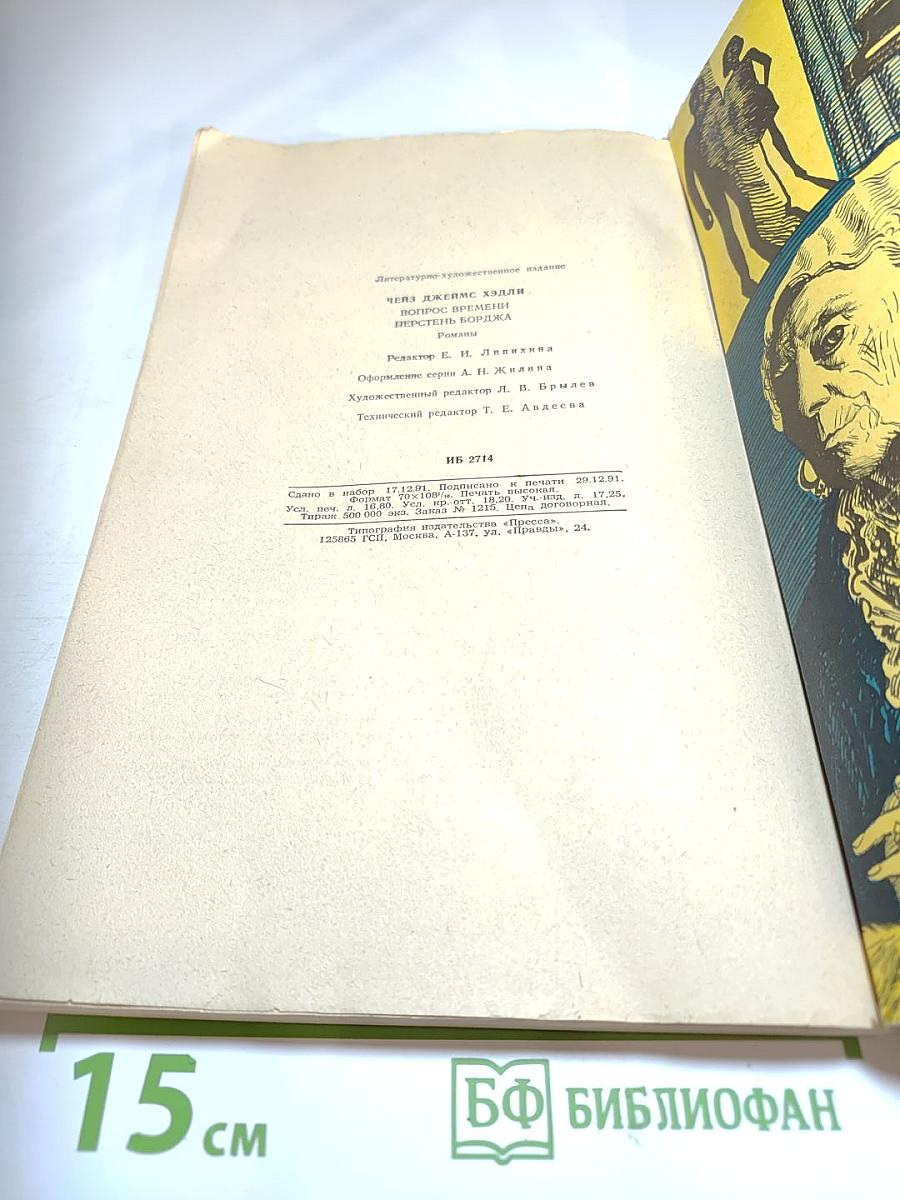 Литературно-художественное издание
ЧЕЙЗ ДЖЕЙМС ХЭДЛИ
ВОПРОС ВРЕМЕНИ
ПЕРСТЕНЬ БОРДЖА
Романы
Редактор Е. И. Липихина
Оформление серии А. Н. Жилина
Художественный редактор Л. В. Брылев
Технический редактор Т. Е. Авдеева
ИБ 2714
Сдано в набор 17.12.91. Подписано к печати 29.12.91.
Формат 70×108¹/₁₆. Печать высокая.
Усл. печ. л. 16,80. Усл. кр.-отт. 18,20. Уч.-изд. л. 17,25.
Тираж 500 000 экз. Заказ № 1215. Цена договорная.
Типография издательства «Пресса».
125865 ГСП, Москва, А-137, ул. «Правды», 24.
15 см
БФ БИБЛИОФАН